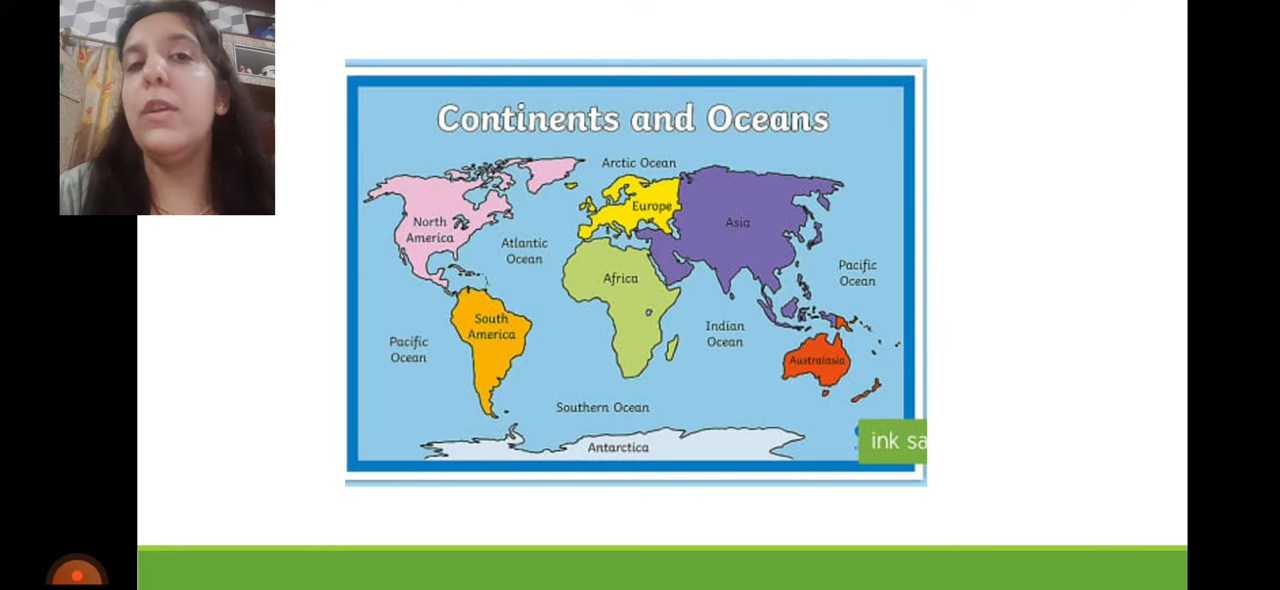 Continents and Oceans
Arctic Ocean
North
America
Europe
Asia
Atlantic
Ocean
Africa
Pacific
Ocean
South
America
Indian
Ocean
Pacific
Ocean
Australasia
Southern Ocean
Antarctica
ink sa